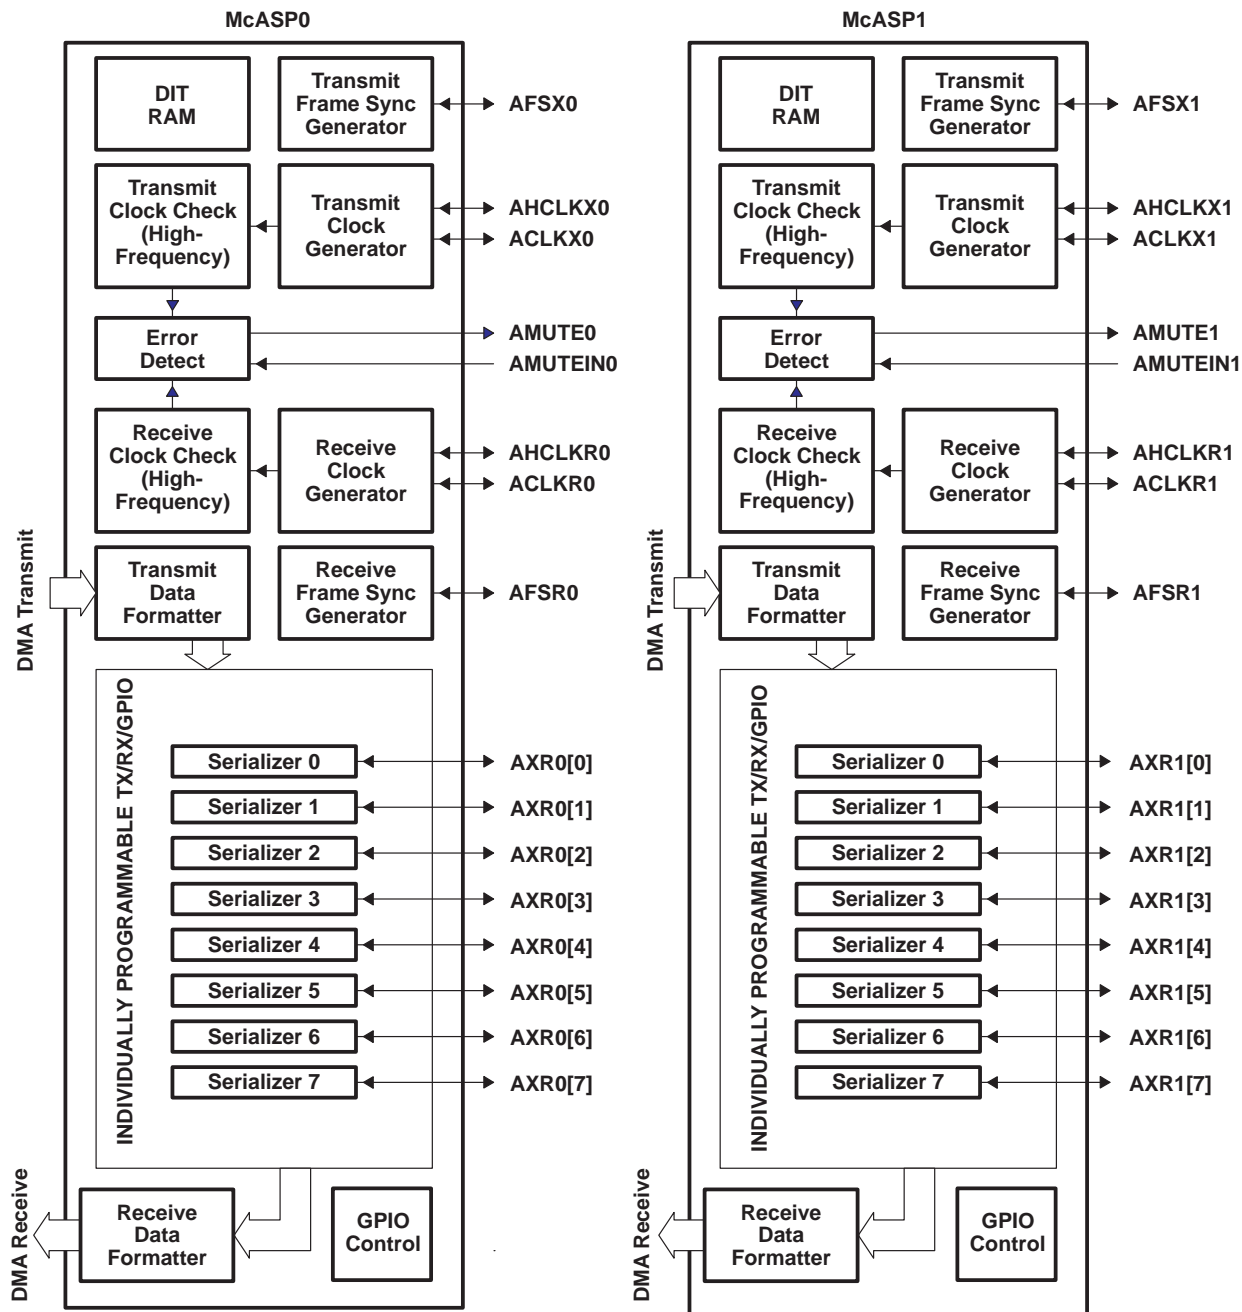 McASP0
DIT
RAM
Transmit
Frame Sync
Generator
AFSX0
Transmit
Clock Check
(High-
Frequency)
Transmit
Clock
Generator
AHCLKX0
ACLKX0
Error
Detect
AMUTE0
AMUTEIN0
Receive
Clock Check
(High-
Frequency)
Receive
Clock
Generator
AHCLKR0
ACLKR0
DMA Transmit
Transmit
Data
Formatter
Receive
Frame Sync
Generator
AFSR0
INDIVIDUALLY PROGRAMMABLE TX/RX/GPIO
Serializer 0
AXR0[0]
Serializer 1
AXR0[1]
Serializer 2
AXR0[2]
Serializer 3
AXR0[3]
Serializer 4
AXR0[4]
Serializer 5
AXR0[5]
Serializer 6
AXR0[6]
Serializer 7
AXR0[7]
DMA Receive
Receive
Data
Formatter
GPIO
Control
McASP1
DIT
RAM
Transmit
Frame Sync
Generator
AFSX1
Transmit
Clock Check
(High-
Frequency)
Transmit
Clock
Generator
AHCLKX1
ACLKX1
Error
Detect
AMUTE1
AMUTEIN1
Receive
Clock Check
(High-
Frequency)
Receive
Clock
Generator
AHCLKR1
ACLKR1
DMA Transmit
Transmit
Data
Formatter
Receive
Frame Sync
Generator
AFSR1
INDIVIDUALLY PROGRAMMABLE TX/RX/GPIO
Serializer 0
AXR1[0]
Serializer 1
AXR1[1]
Serializer 2
AXR1[2]
Serializer 3
AXR1[3]
Serializer 4
AXR1[4]
Serializer 5
AXR1[5]
Serializer 6
AXR1[6]
Serializer 7
AXR1[7]
DMA Receive
Receive
Data
Formatter
GPIO
Control